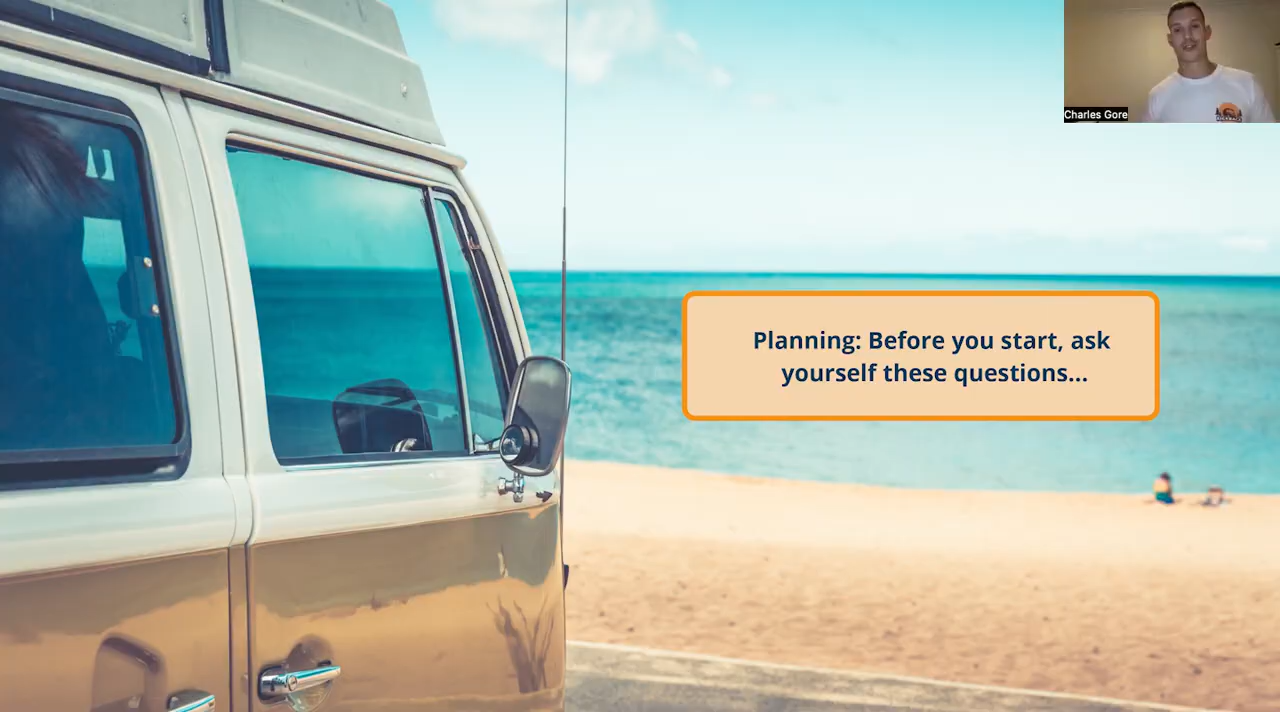 Charles Gore
Planning: Before you start, ask
yourself these questions...